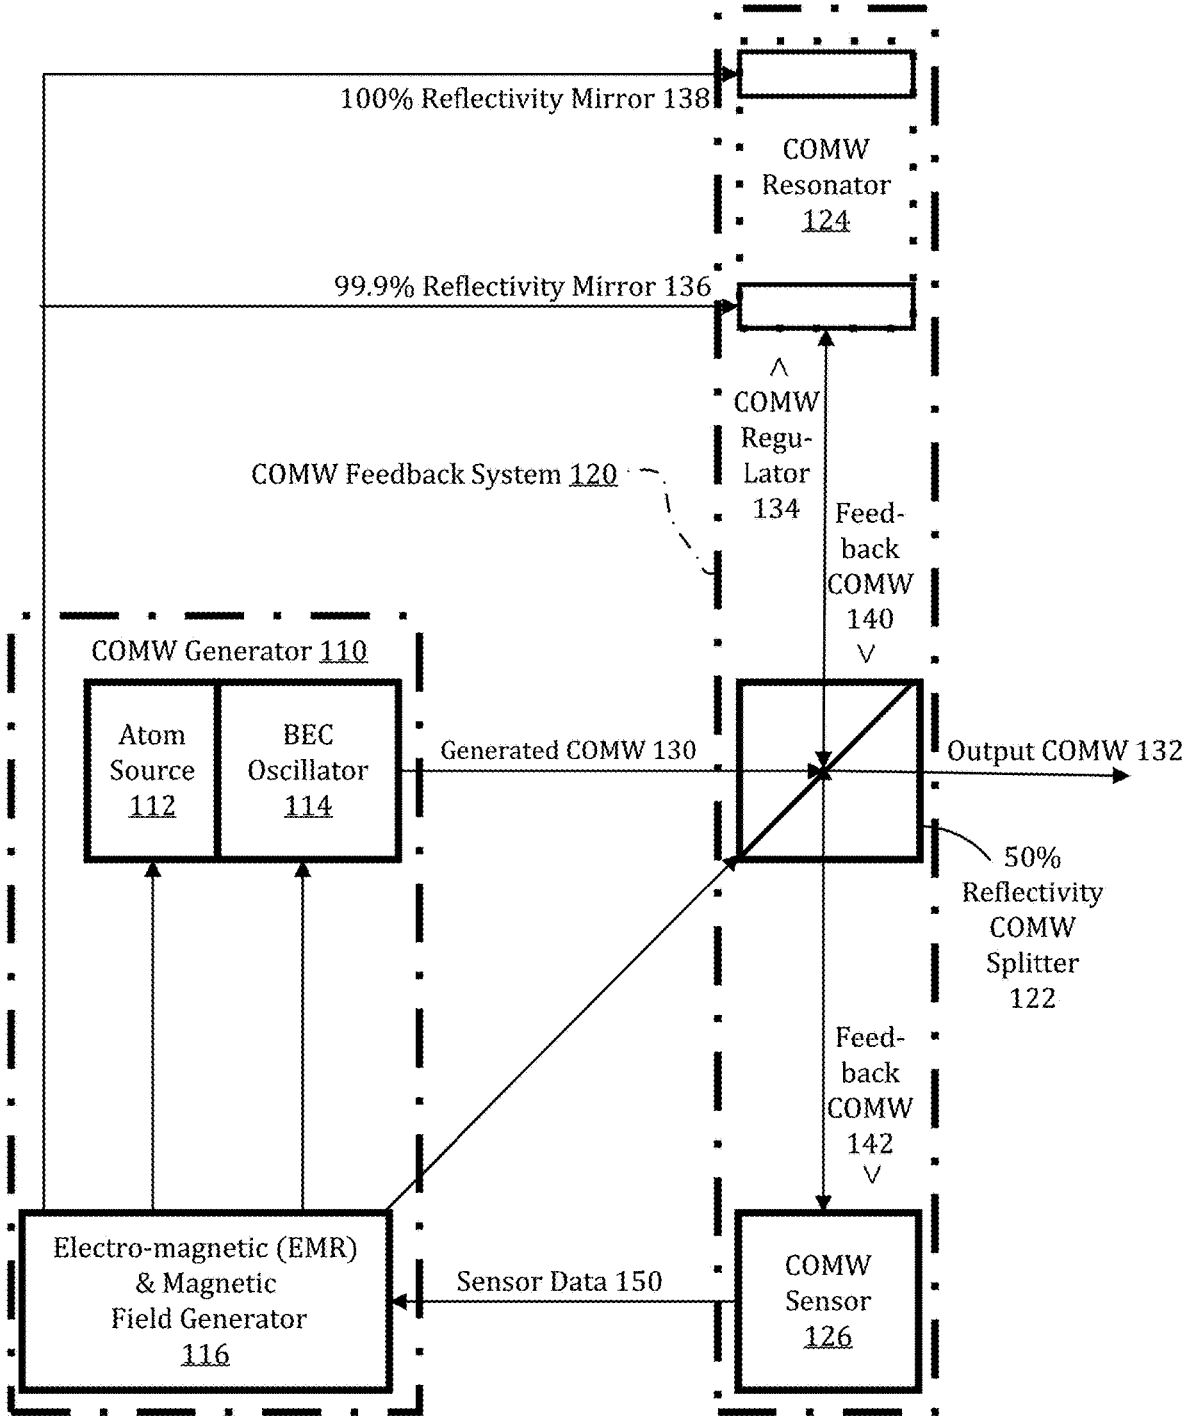 100% Reflectivity Mirror 138
COMW
Resonator
124
99.9% Reflectivity Mirror 136
COMW
Regu-
Lator
134
COMW Feedback System 120
Feed-
back
COMW
140
COMW Generator 110
Atom
Source
112
BEC
Oscillator
114
Generated COMW 130
Output COMW 132
50%
Reflectivity
COMW
Splitter
122
Feed-
back
COMW
142
Electro-magnetic (EMR)
& Magnetic
Field Generator
116
Sensor Data 150
COMW
Sensor
126